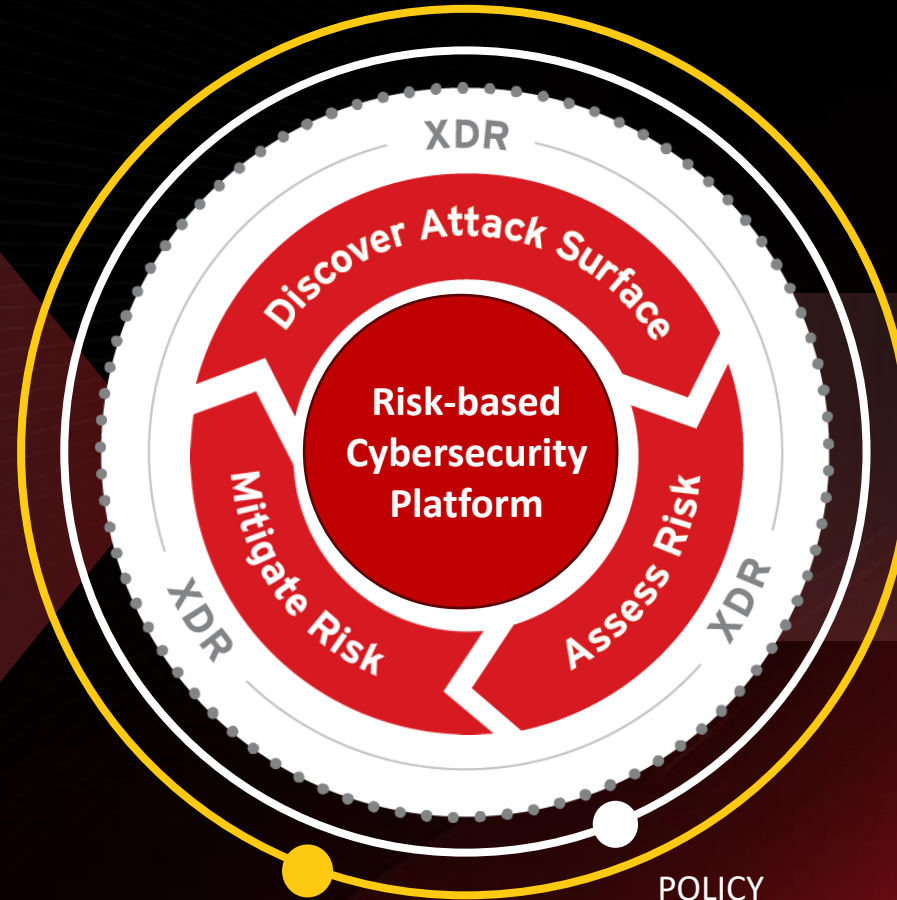 XDR
Discover Attack Surface
Risk-based
Cybersecurity
Platform
Mitigate Risk
Assess Risk
XDR
XDR
POLICY